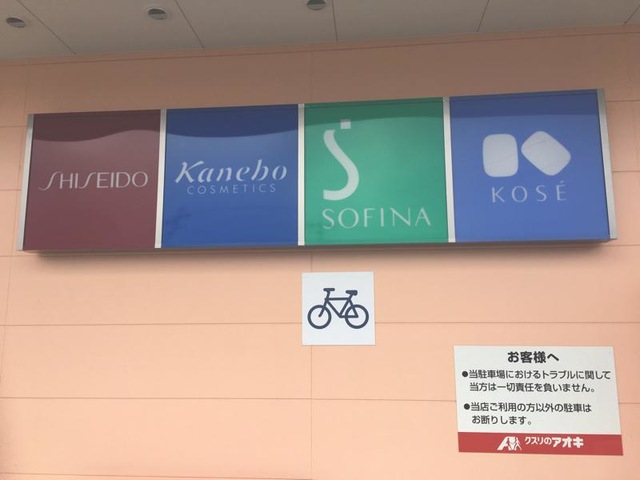 SHISEIDO
Kanebo
COSMETICS
SOFINA
KOSÉ
お客様へ
●当駐車場におけるトラブルに関して
当方は一切責任を負いません。
●当店ご利用の方以外の駐車は
お断りします。
クスリのアオキ